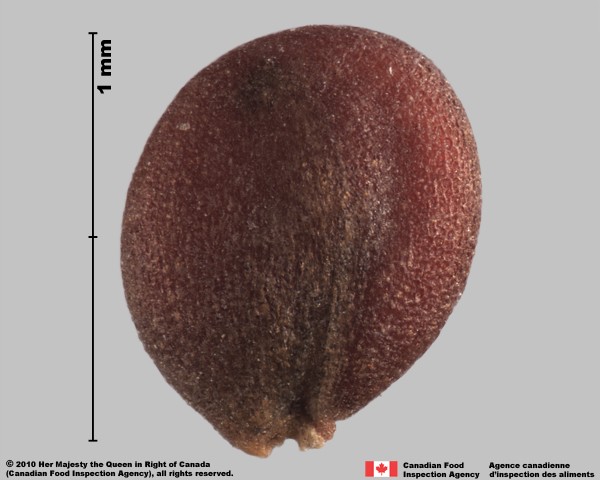 1 mm
© 2010 Her Majesty the Queen in Right of Canada
(Canadian Food Inspection Agency), all rights reserved.
Canadian Food
Inspection Agency
Agence canadienne
d'inspection des aliments